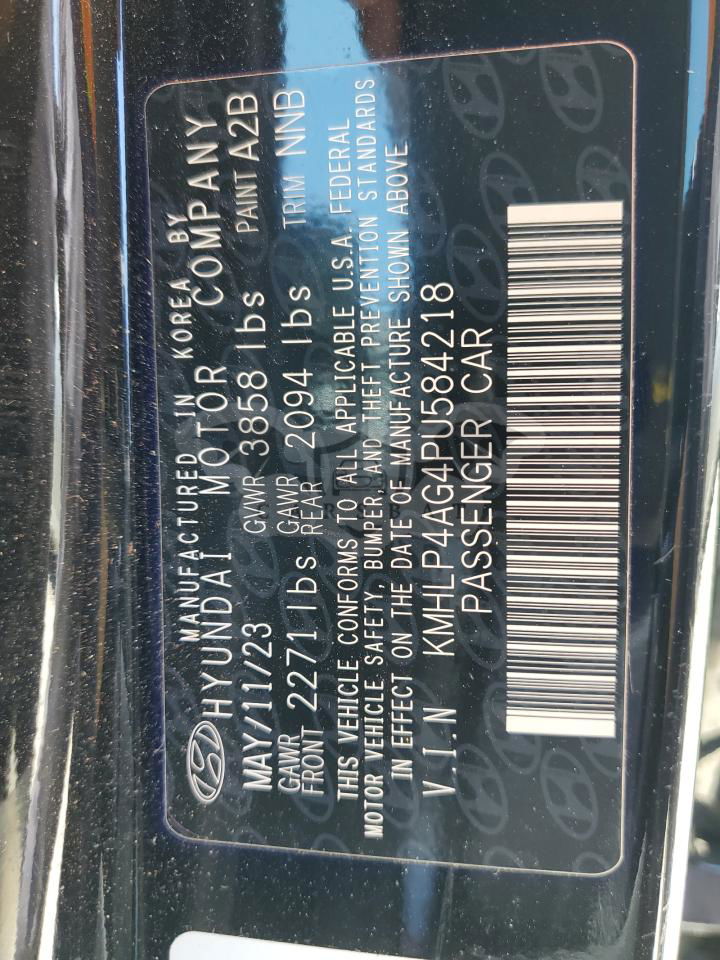 MANUFACTURED IN KOREA BY
HYUNDAI MOTOR COMPANY
MAY/11/23 GVWR 3858 lbs PAINT A2B
GAWR FRONT 2271 lbs GAWR REAR 2094 lbs TRIM NNB
THIS VEHICLE CONFORMS TO ALL APPLICABLE U.S.A. FEDERAL
MOTOR VEHICLE SAFETY, BUMPER, AND THEFT PREVENTION STANDARDS
IN EFFECT ON THE DATE OF MANUFACTURE SHOWN ABOVE
V.I.N KMHLP4AG4PU584218
PASSENGER CAR